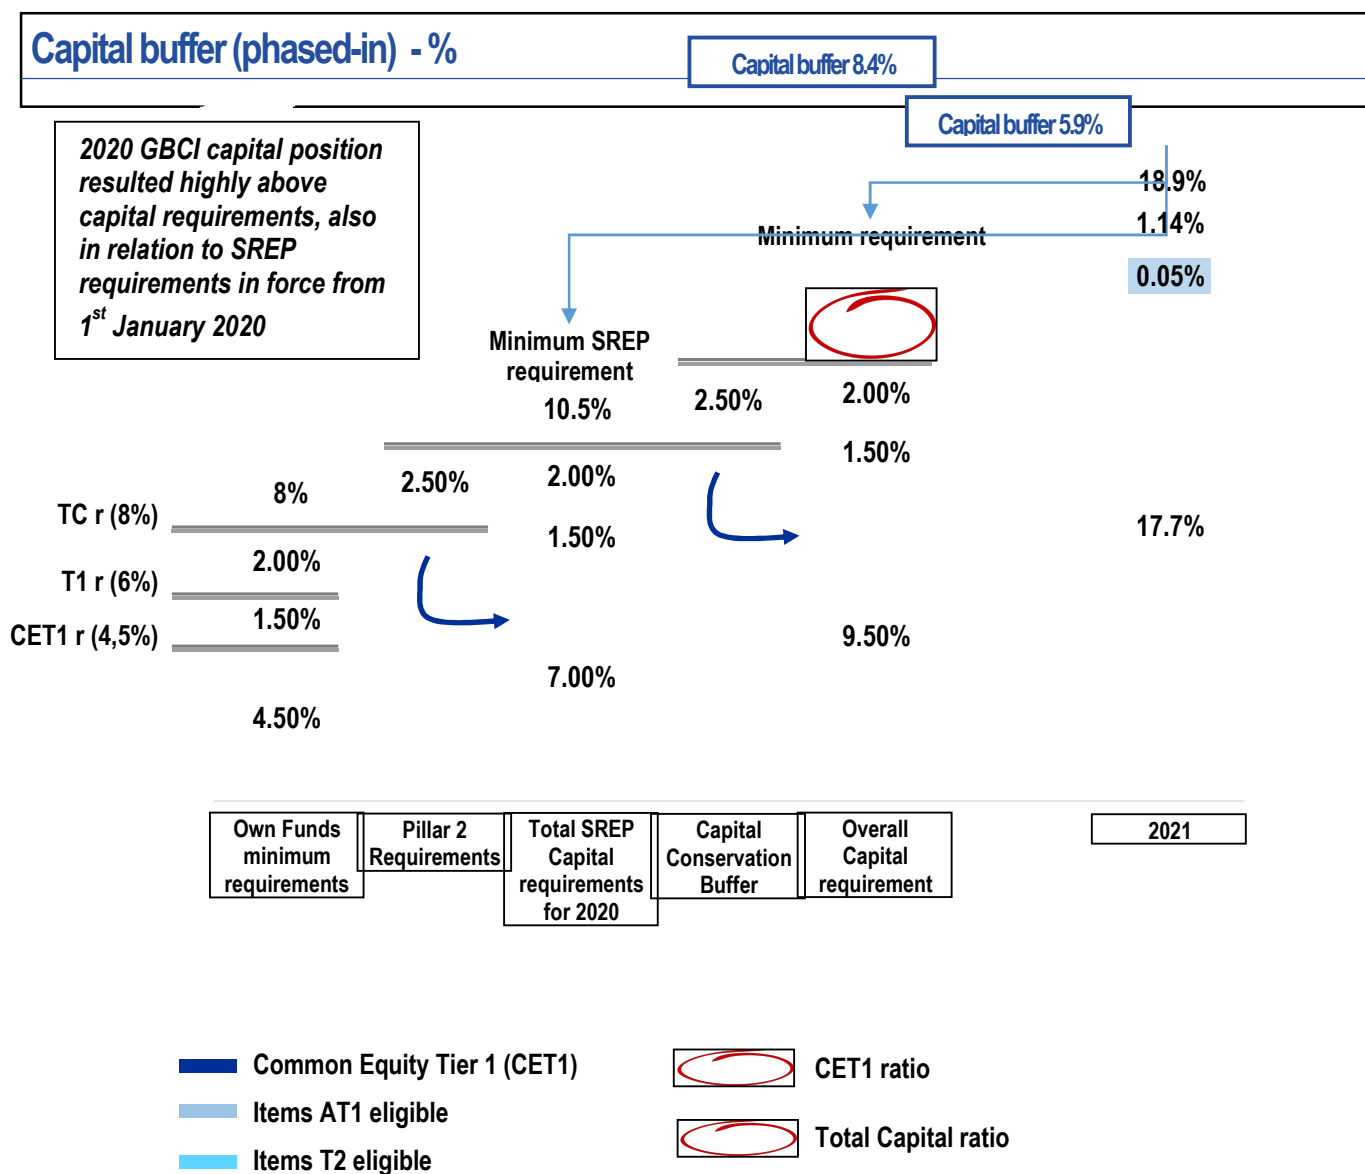 Capital buffer (phased-in) - %
Capital buffer 8.4%
Capital buffer 5.9%
2020 GBCI capital position
resulted highly above
capital requirements, also
in relation to SREP
requirements in force from
1st January 2020
18.9%
1.14%
0.05%
17.7%
Minimum requirement
Minimum SREP
requirement
10.5%
2.50%
2.00%
1.50%
9.50%
2.50%
2.00%
1.50%
7.00%
8%
2.00%
1.50%
4.50%
TC r (8%)
T1 r (6%)
CET1 r (4,5%)
Own Funds
minimum
requirements
Pillar 2
Requirements
Total SREP
Capital
requirements
for 2020
Capital
Conservation
Buffer
Overall
Capital
requirement
2021
Common Equity Tier 1 (CET1)
Items AT1 eligible
Items T2 eligible
CET1 ratio
Total Capital ratio